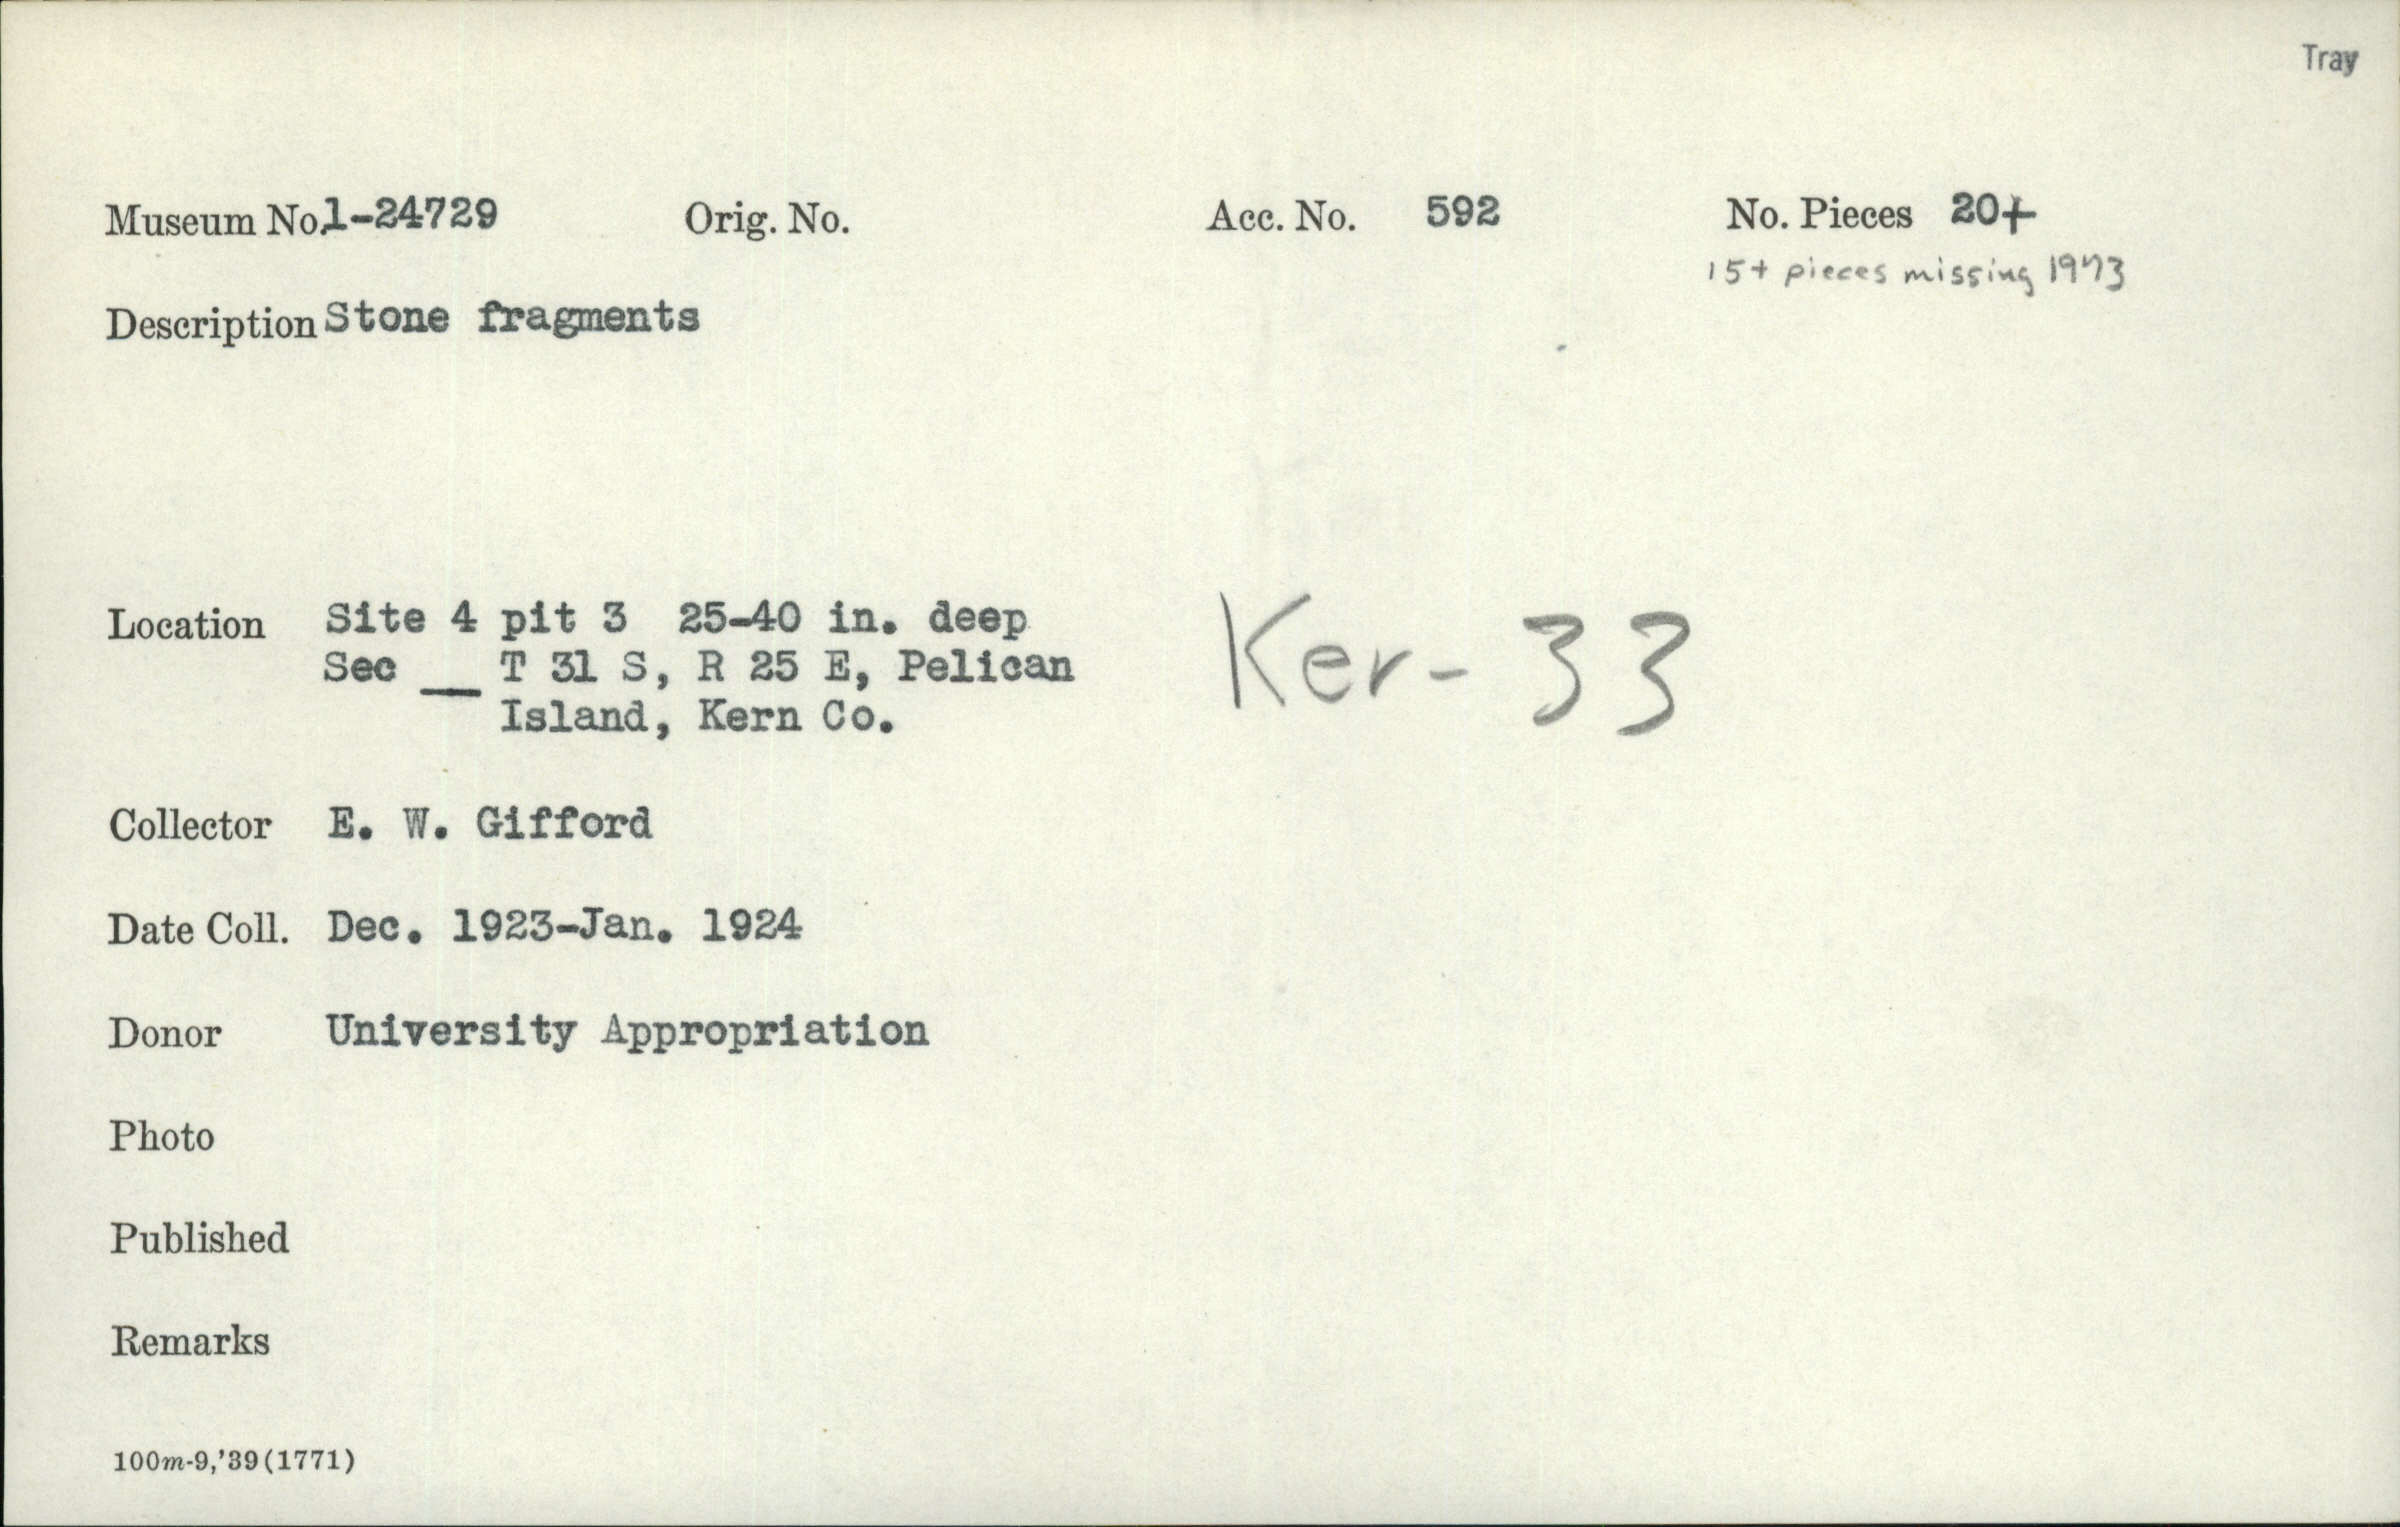 Tray
Museum No. 1-24729 Orig. No. Acc. No. 592 No. Pieces 20+
15+ pieces missing 1973
Description Stone fragments
Location Site 4 pit 3 25-40 in. deep
Sec __ T 31 S, R 25 E, Pelican
Island, Kern Co.
Ker-33
Collector E. W. Gifford
Date Coll. Dec. 1923-Jan. 1924
Donor University Appropriation
Photo
Published
Remarks
100m-9,'39(1771)